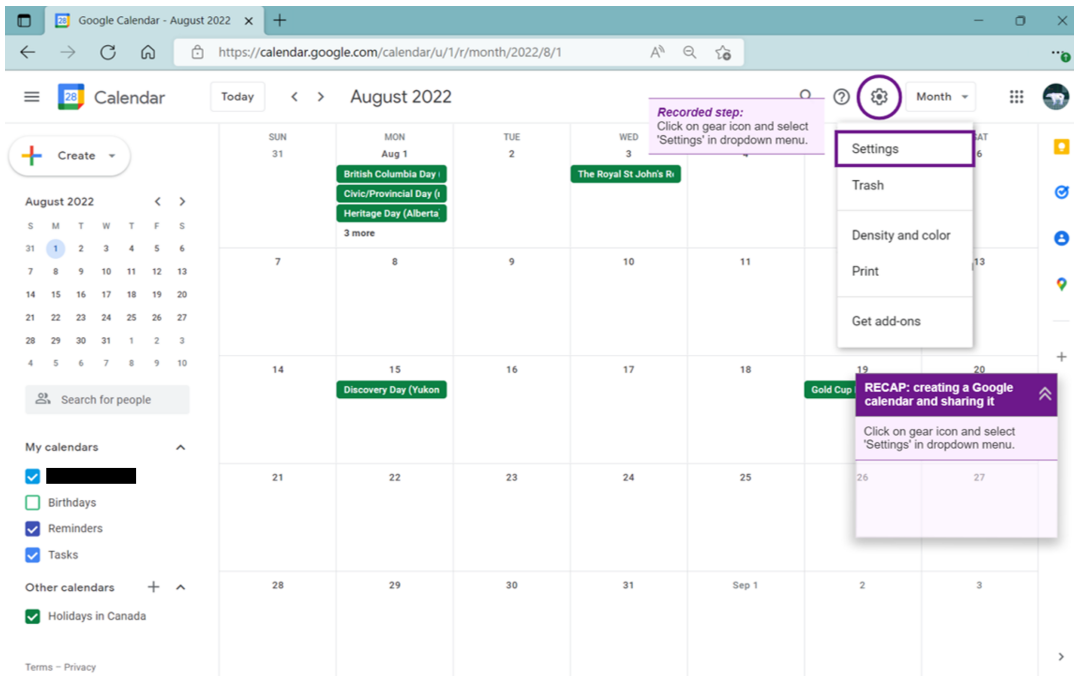 Google Calendar - August 2022
https://calendar.google.com/calendar/u/1/r/month/2022/8/1
28 Calendar
Today
August 2022
Month
Recorded step:
Click on gear icon and select
'Settings' in dropdown menu.
Settings
Trash
Density and color
Print
Get add-ons
Create
August 2022
S M T W T F S
31 1 2 3 4 5 6
7 8 9 10 11 12 13
14 15 16 17 18 19 20
21 22 23 24 25 26 27
28 29 30 31 1 2 3
4 5 6 7 8 9 10
Search for people
My calendars
Birthdays
Reminders
Tasks
Other calendars
Holidays in Canada
Terms – Privacy
SUN MON TUE WED
31 Aug 1 2 3 6
British Columbia Day
Civic/Provincial Day
Heritage Day (Alberta
3 more
The Royal St John's
7 8 9 10 11 13
14 15 16 17 18 19 20
Discovery Day (Yukon
Gold Cup
RECAP: creating a Google
calendar and sharing it
Click on gear icon and select
'Settings' in dropdown menu.
21 22 23 24 25 26 27
28 29 30 31 Sep 1 2 3